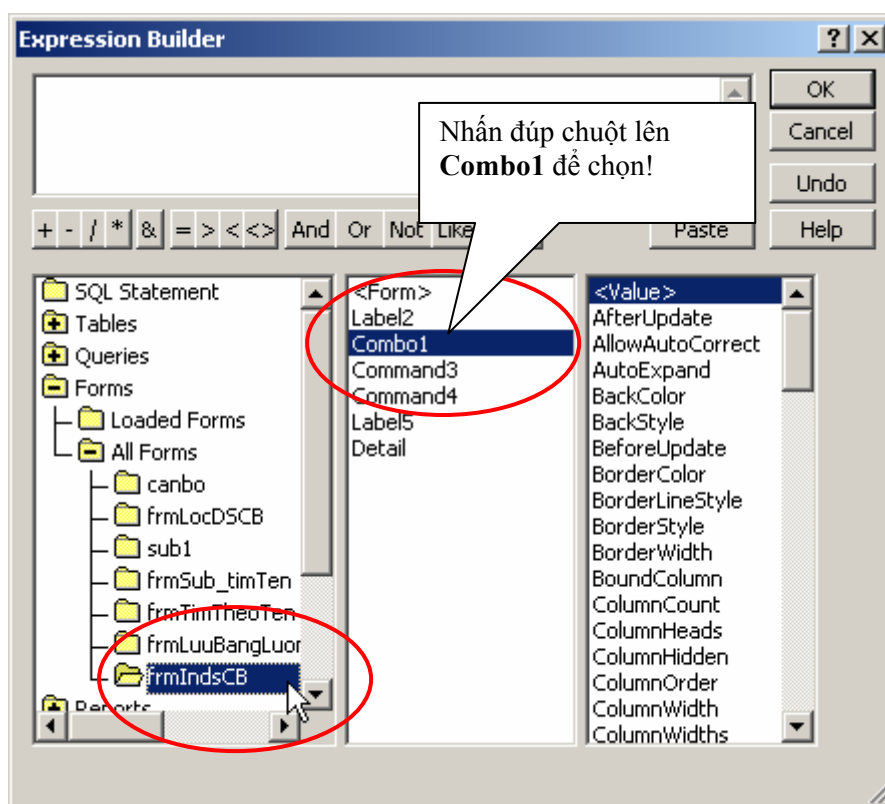 Expression Builder
OK
Nhấn đúp chuột lên
Combo1 để chọn!
Cancel
Undo
+ - / * & = > < <> And Or Not Like
Paste
Help
SQL Statement
Tables
Queries
Forms
Loaded Forms
All Forms
canbo
frmLocDSCB
sub1
frmSub_timTen
frmTimTheoTen
frmLuuBangLuor
frmIndsCB
Reports
<Form>
Label2
Combo1
Command3
Command4
Label5
Detail
<Value>
AfterUpdate
AllowAutoCorrect
AutoExpand
BackColor
BackStyle
BeforeUpdate
BorderColor
BorderLineStyle
BorderStyle
BorderWidth
BoundColumn
ColumnCount
ColumnHeads
ColumnHidden
ColumnOrder
ColumnWidth
ColumnWidths